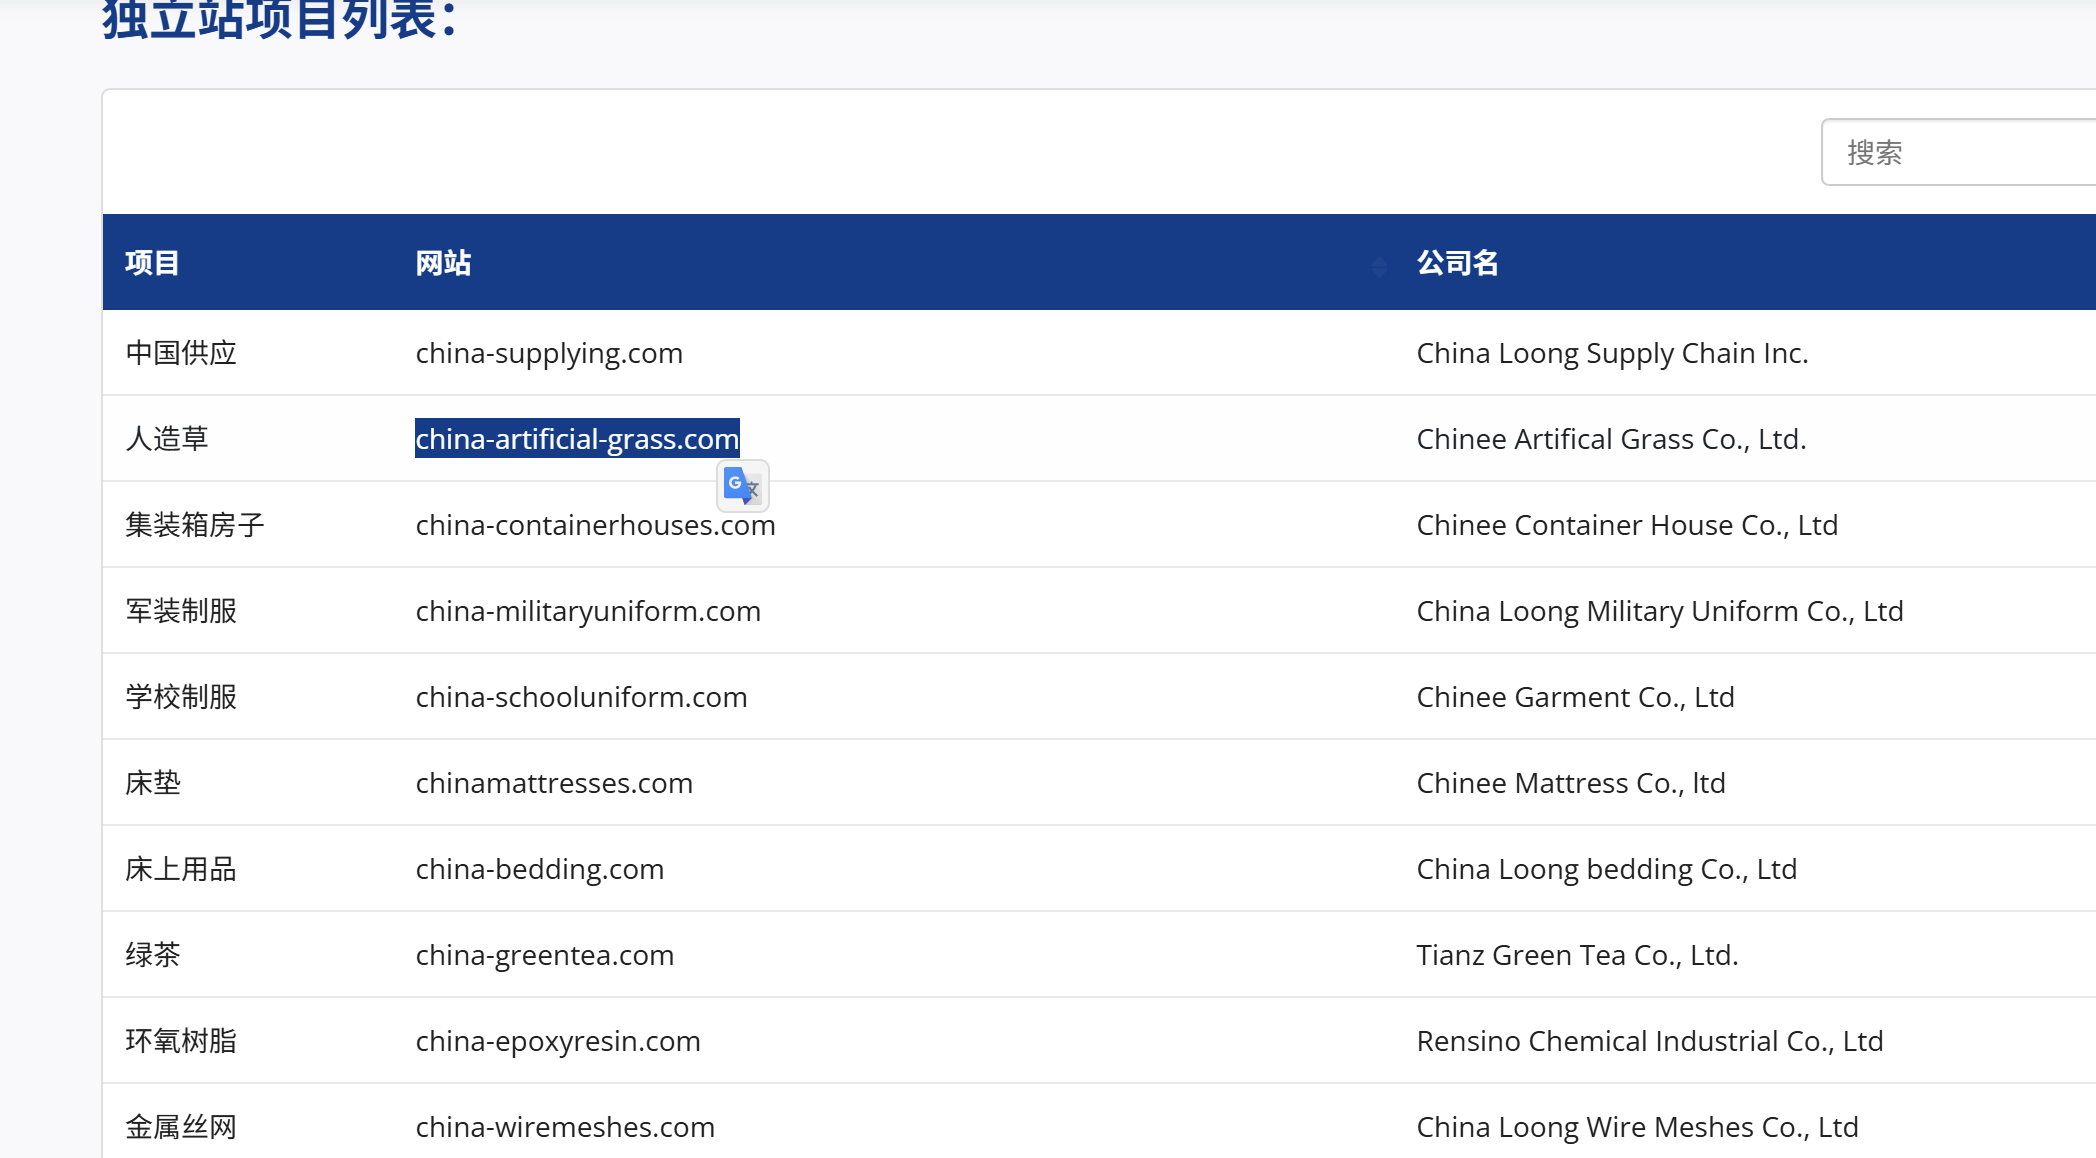 独立站项目列表：
搜索
项目 网站 公司名
中国供应 china-supplying.com China Loong Supply Chain Inc.
人造草 china-artificial-grass.com Chinee Artifical Grass Co., Ltd.
集装箱房子 china-containerhouses.com Chinee Container House Co., Ltd
军装制服 china-militaryuniform.com China Loong Military Uniform Co., Ltd
学校制服 china-schooluniform.com Chinee Garment Co., Ltd
床垫 chinamattresses.com Chinee Mattress Co., ltd
床上用品 china-bedding.com China Loong bedding Co., Ltd
绿茶 china-greentea.com Tianz Green Tea Co., Ltd.
环氧树脂 china-epoxyresin.com Rensino Chemical Industrial Co., Ltd
金属丝网 china-wiremeshes.com China Loong Wire Meshes Co., Ltd